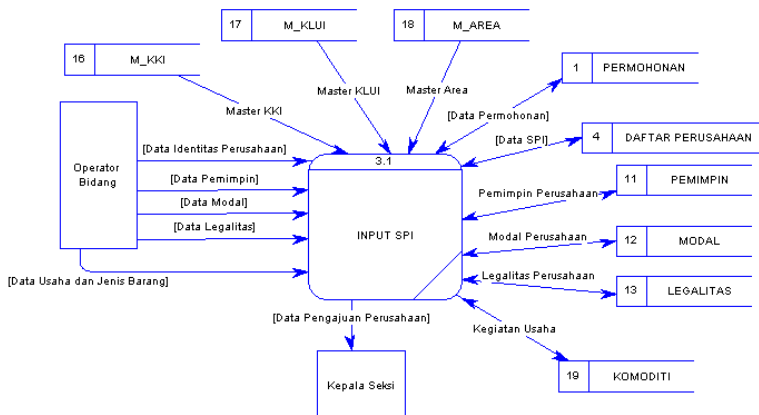 17 M_KLUI
18 M_AREA
16 M_KKI
1 PERMOHONAN
Master KKI
Master KLUI
Master Area
[Data Permohonan]
[Data SPI]
4 DAFTAR PERUSAHAAN
Operator
Bidang
[Data Identitas Perusahaan]
[Data Pemimpin]
[Data Modal]
[Data Legalitas]
[Data Usaha dan Jenis Barang]
3.1
INPUT SPI
Pemimpin Perusahaan
11 PEMIMPIN
Modal Perusahaan
12 MODAL
Legalitas Perusahaan
13 LEGALITAS
[Data Pengajuan Perusahaan]
Kegiatan Usaha
Kepala Seksi
19 KOMODITI